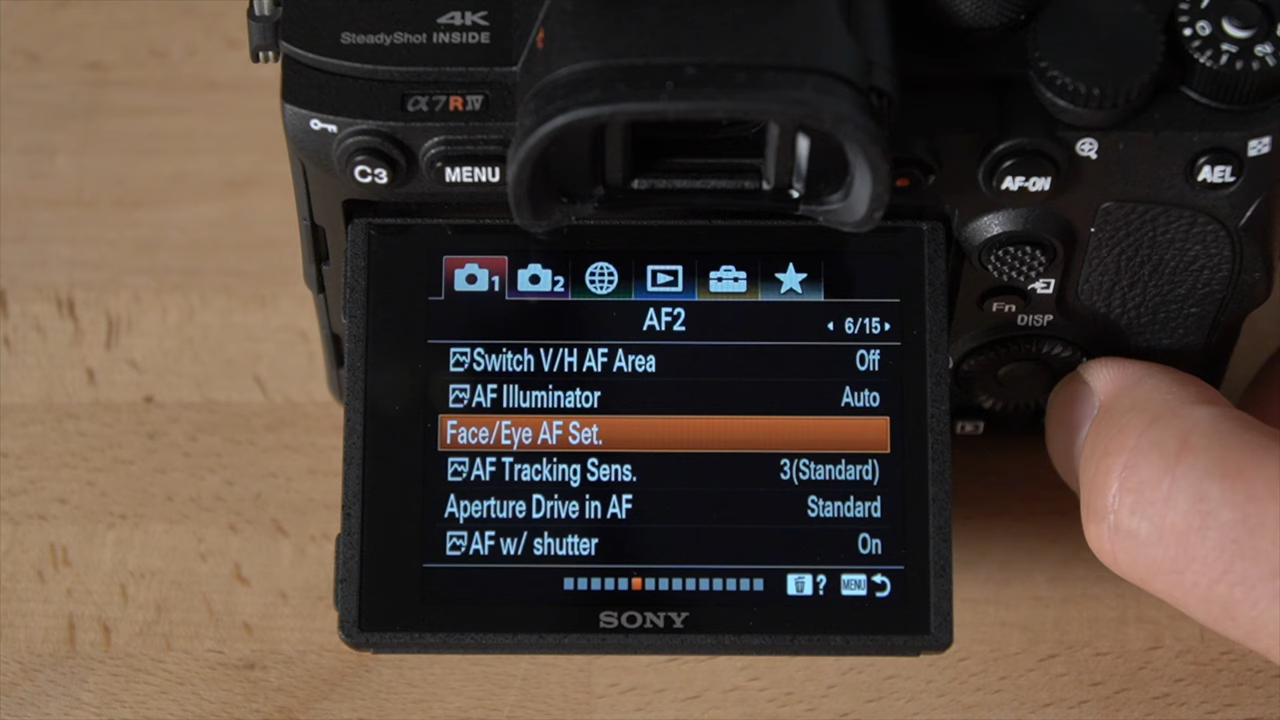 4K
SteadyShot INSIDE
α7RIV
C3
MENU
AF-ON
AEL
Fn
DISP
1
2
AF2
6/15
Switch V/H AF Area Off
AF Illuminator Auto
Face/Eye AF Set.
AF Tracking Sens. 3(Standard)
Aperture Drive in AF Standard
AF w/ shutter On
? MENU
SONY